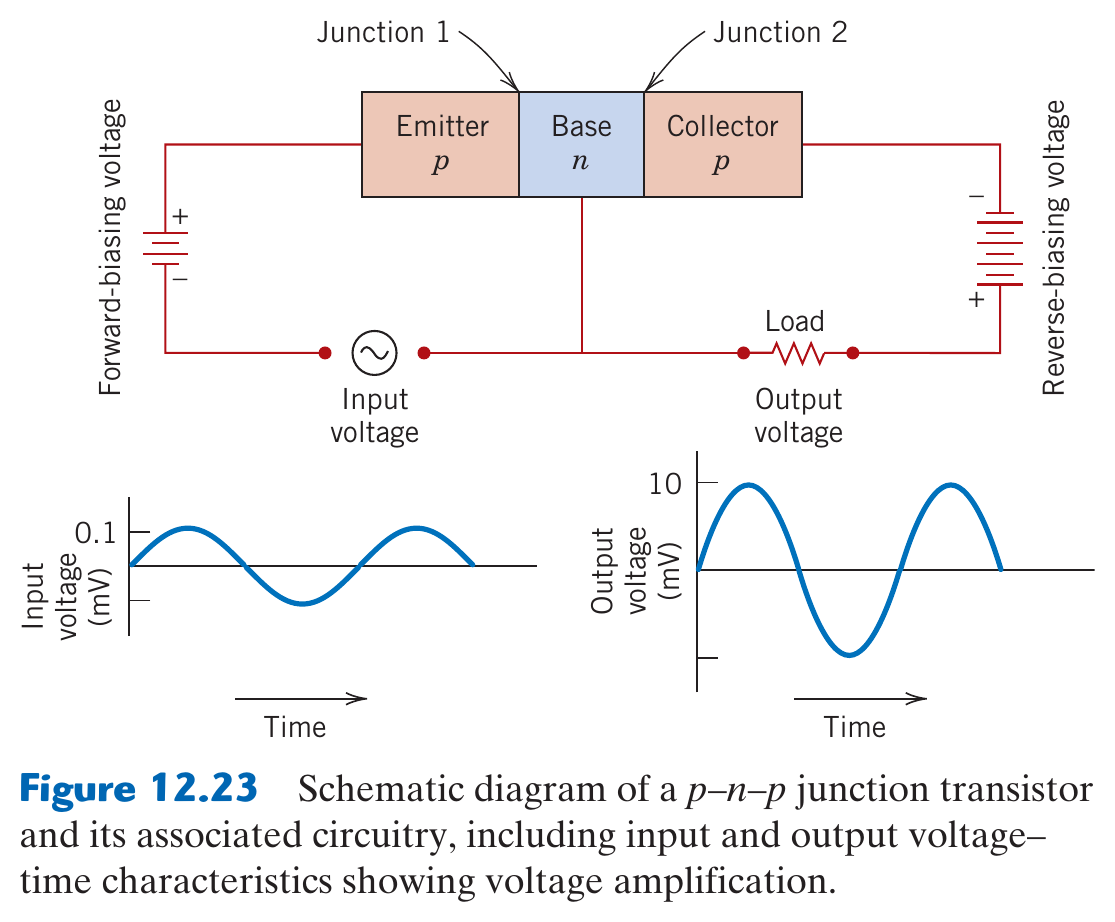 Junction 1
Junction 2
Emitter
p
Base
n
Collector
p
Forward-biasing voltage
+
–
Reverse-biasing voltage
–
+
Load
Input
voltage
Output
voltage
0.1
Input
voltage
(mV)
Time
10
Output
voltage
(mV)
Time
Figure 12.23 Schematic diagram of a p–n–p junction transistor
and its associated circuitry, including input and output voltage–
time characteristics showing voltage amplification.